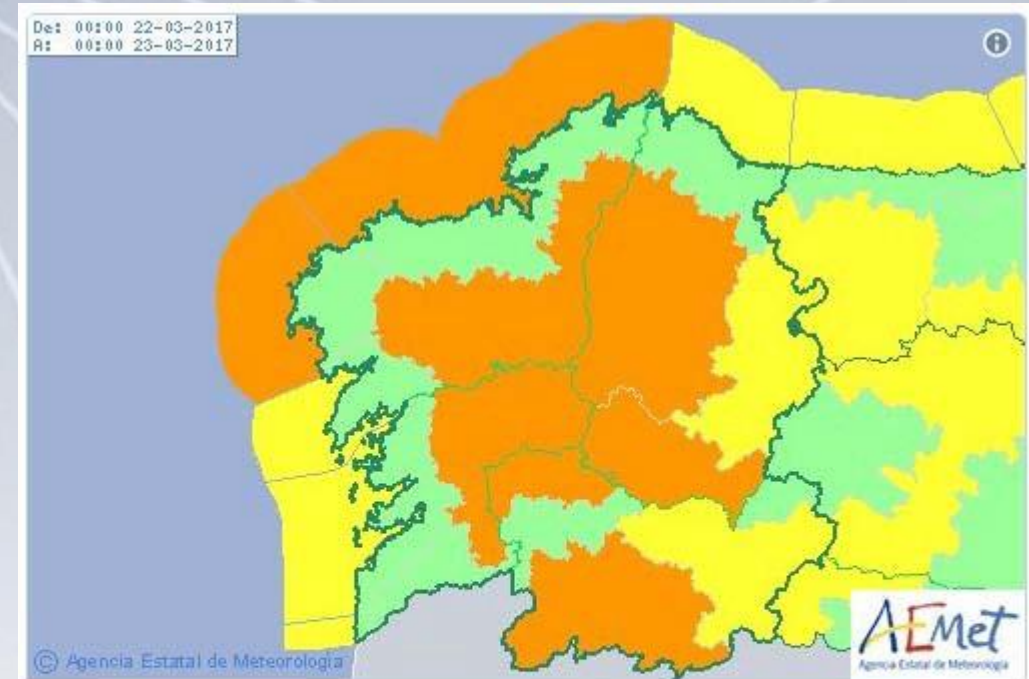 De: 00:00 22-03-2017
A: 00:00 23-03-2017
i
© Agencia Estatal de Meteorología
AEMet
Agencia Estatal de Meteorología